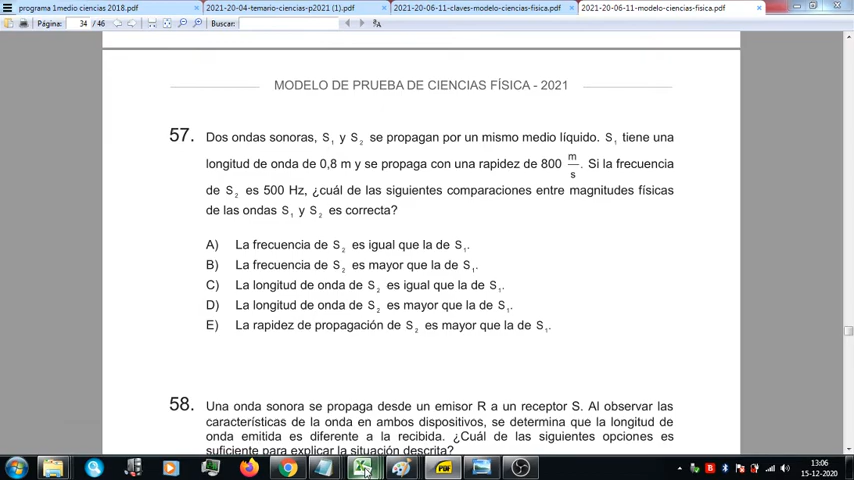 programa 1medio ciencias 2018.pdf
2021-20-04-temario-ciencias-p2021 (1).pdf
2021-20-06-11-claves-modelo-ciencias-fisica.pdf
2021-20-06-11-modelo-ciencias-fisica.pdf
Página: 34 / 46 Buscar:
MODELO DE PRUEBA DE CIENCIAS FÍSICA - 2021
57. Dos ondas sonoras, S₁ y S₂ se propagan por un mismo medio líquido. S₁ tiene una
longitud de onda de 0,8 m y se propaga con una rapidez de 800 m/s. Si la frecuencia
de S₂ es 500 Hz, ¿cuál de las siguientes comparaciones entre magnitudes físicas
de las ondas S₁ y S₂ es correcta?
A) La frecuencia de S₂ es igual que la de S₁.
B) La frecuencia de S₂ es mayor que la de S₁.
C) La longitud de onda de S₂ es igual que la de S₁.
D) La longitud de onda de S₂ es mayor que la de S₁.
E) La rapidez de propagación de S₂ es mayor que la de S₁.
58. Una onda sonora se propaga desde un emisor R a un receptor S. Al observar las
características de la onda en ambos dispositivos, se determina que la longitud de
onda emitida es diferente a la recibida. ¿Cuál de las siguientes opciones es
suficiente para explicar la situación descrita?
PDF
13:06
15-12-2020